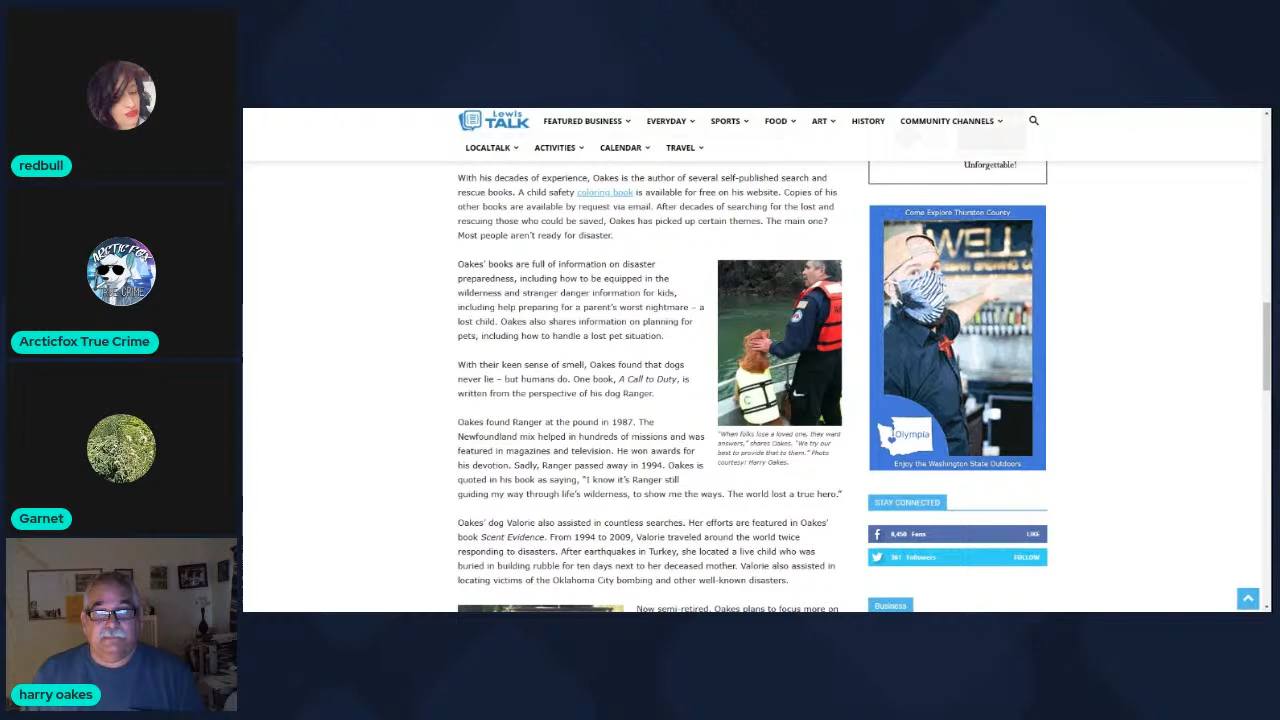 redbull
ARCTIC FOX
TRUE CRIME
Arcticfox True Crime
Garnet
harry oakes
Lewis
TALK
FEATURED BUSINESS
EVERYDAY
SPORTS
FOOD
ART
HISTORY
COMMUNITY CHANNELS
LOCALTALK
ACTIVITIES
CALENDAR
TRAVEL
With his decades of experience, Oakes is the author of several self-published search and
rescue books. A child safety coloring book is available for free on his website. Copies of his
other books are available by request via email. After decades of searching for the lost and
rescuing those who could be saved, Oakes has picked up certain themes. The main one?
Most people aren't ready for disaster.
Oakes' books are full of information on disaster
preparedness, including how to be equipped in the
wilderness and stranger danger information for kids,
including help preparing for a parent's worst nightmare – a
lost child. Oakes also shares information on planning for
pets, including how to handle a lost pet situation.
With their keen sense of smell, Oakes found that dogs
never lie – but humans do. One book, A Call to Duty, is
written from the perspective of his dog Ranger.
Oakes found Ranger at the pound in 1987. The
Newfoundland mix helped in hundreds of missions and was
featured in magazines and television. He won awards for
his devotion. Sadly, Ranger passed away in 1994. Oakes is
quoted in his book as saying, "I know it's Ranger still
guiding my way through life's wilderness, to show me the ways. The world lost a true hero."
"When folks lose a loved one, they want
answers," shares Oakes. "We try our
best to provide that to them." Photo
courtesy: Harry Oakes.
Oakes' dog Valorie also assisted in countless searches. Her efforts are featured in Oakes'
book Scent Evidence. From 1994 to 2009, Valorie traveled around the world twice
responding to disasters. After earthquakes in Turkey, she located a live child who was
buried in building rubble for ten days next to her deceased mother. Valorie also assisted in
locating victims of the Oklahoma City bombing and other well-known disasters.
Now semi-retired, Oakes plans to focus more on
Unforgettable!
Come Explore Thurston County
WELL
Olympia
Enjoy the Washington State Outdoors
STAY CONNECTED
8,450 Fans
LIKE
361 Followers
FOLLOW
Business